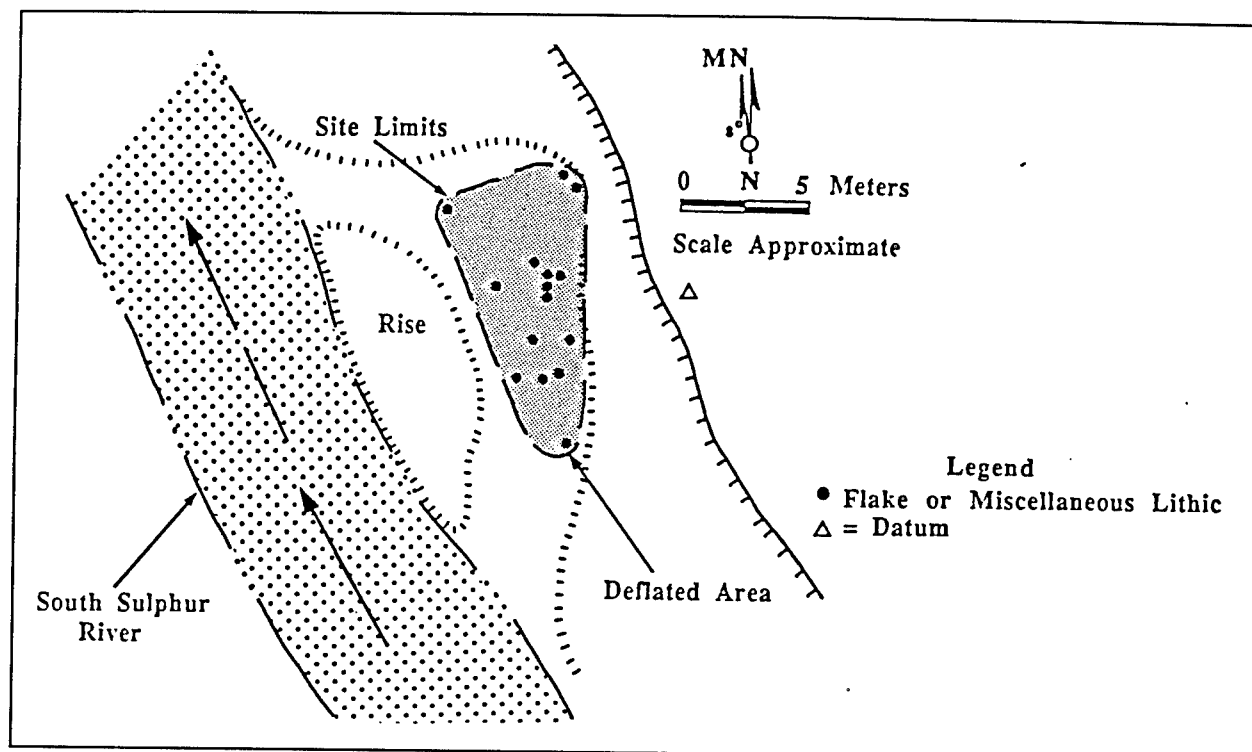 MN
Site Limits
8°
0 N 5 Meters
Scale Approximate
Rise
Legend
Flake or Miscellaneous Lithic
= Datum
Deflated Area
South Sulphur
River